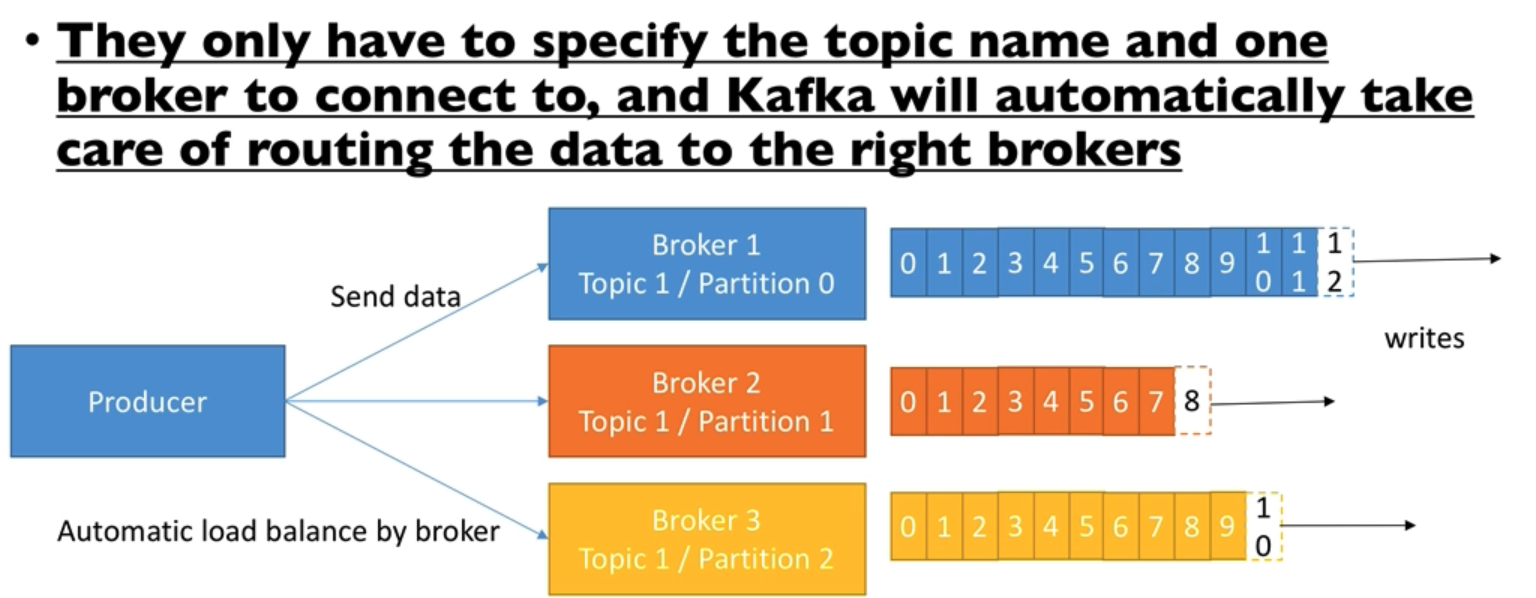 • They only have to specify the topic name and one
broker to connect to, and Kafka will automatically take
care of routing the data to the right brokers
Send data
Producer
Automatic load balance by broker
Broker 1
Topic 1 / Partition 0
0 1 2 3 4 5 6 7 8 9 10 11 12
writes
Broker 2
Topic 1 / Partition 1
0 1 2 3 4 5 6 7 8
Broker 3
Topic 1 / Partition 2
0 1 2 3 4 5 6 7 8 9 10